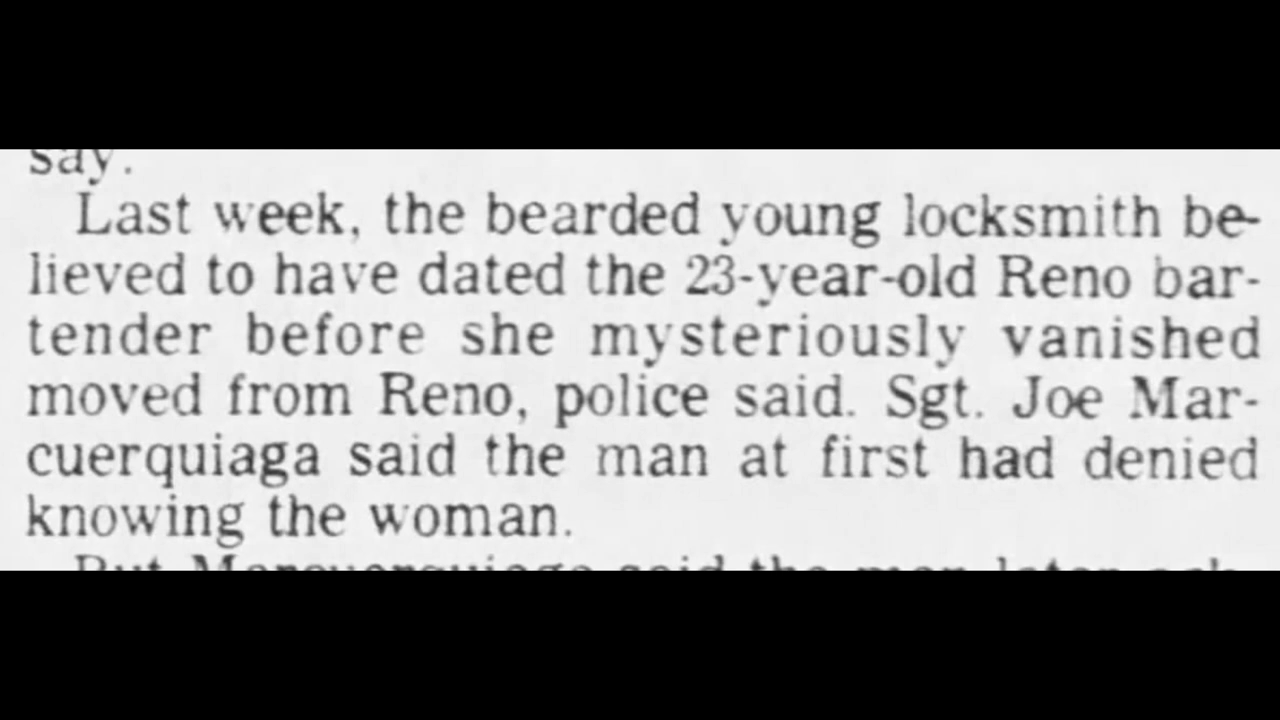 say.
Last week, the bearded young locksmith be-
lieved to have dated the 23-year-old Reno bar-
tender before she mysteriously vanished
moved from Reno, police said. Sgt. Joe Mar-
cuerquiaga said the man at first had denied
knowing the woman.
But Marcuerquiaga said the man later ack-